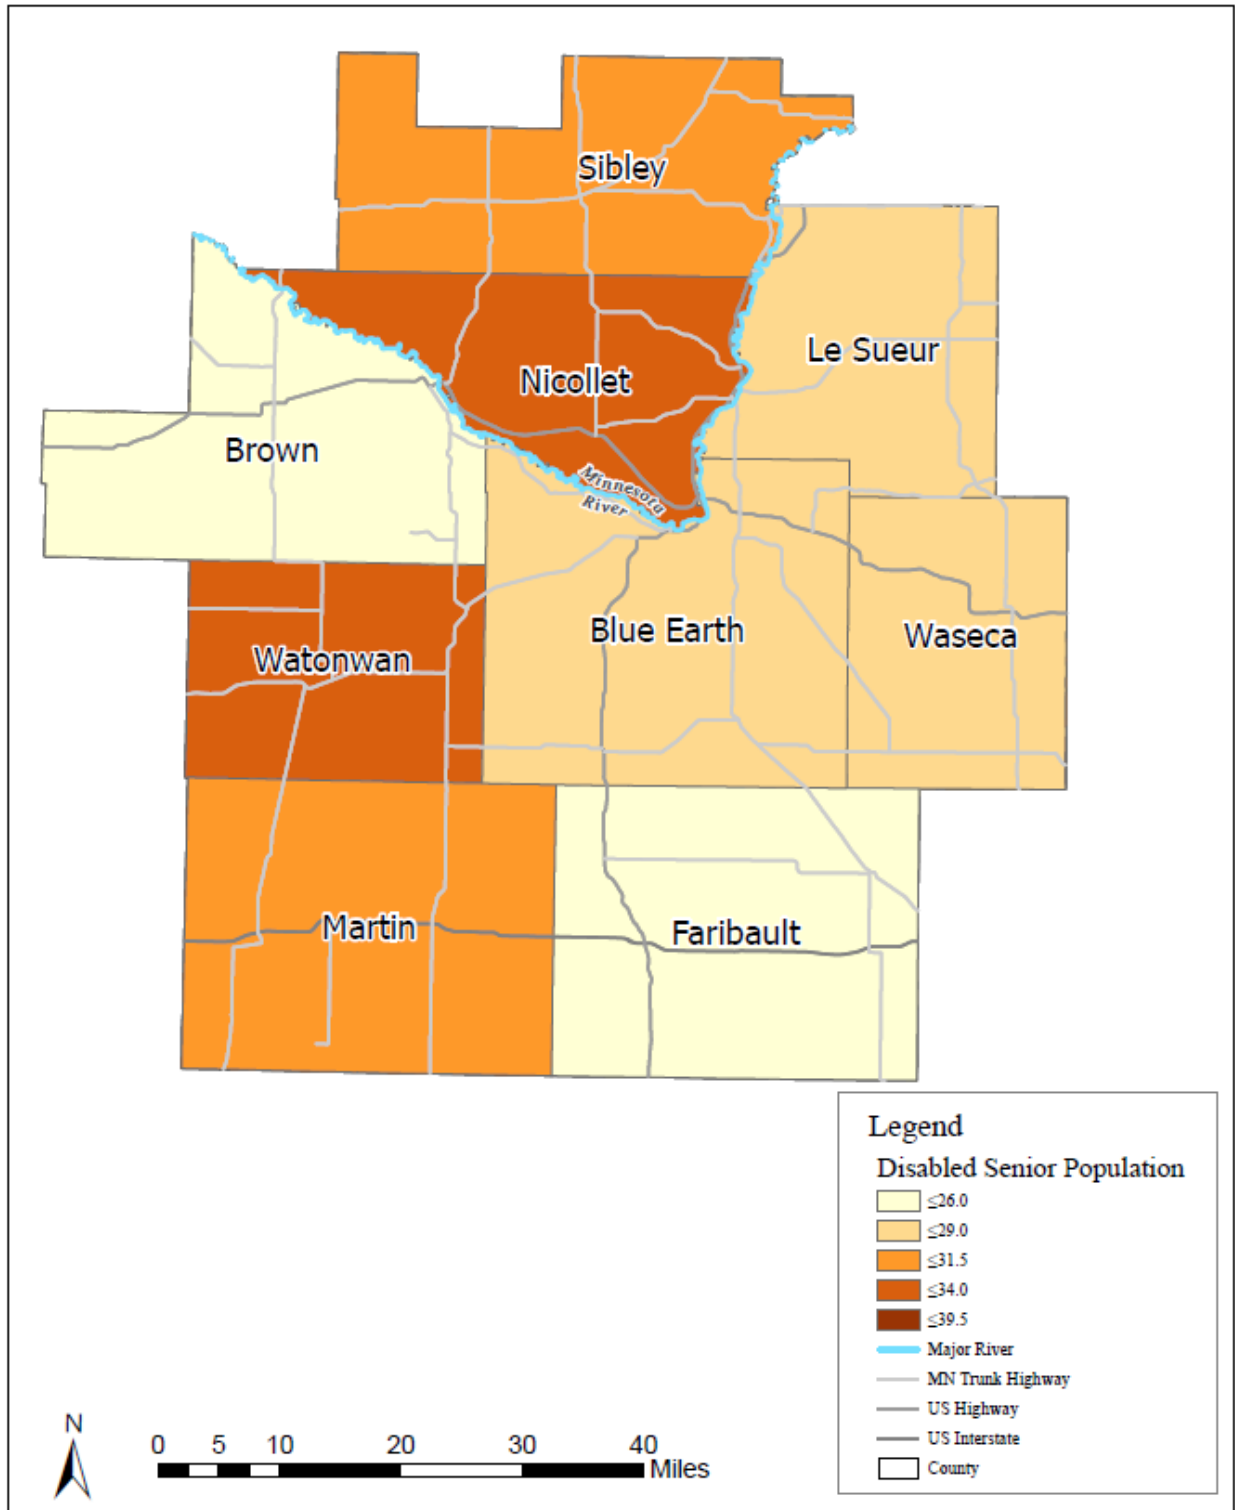 Sibley
Le Sueur
Nicollet
Brown
Minnesota
River
Blue Earth
Waseca
Watonwan
Martin
Faribault
Legend
Disabled Senior Population
≤26.0
≤29.0
≤31.5
≤34.0
≤39.5
Major River
MN Trunk Highway
US Highway
US Interstate
County
N
0 5 10 20 30 40
Miles